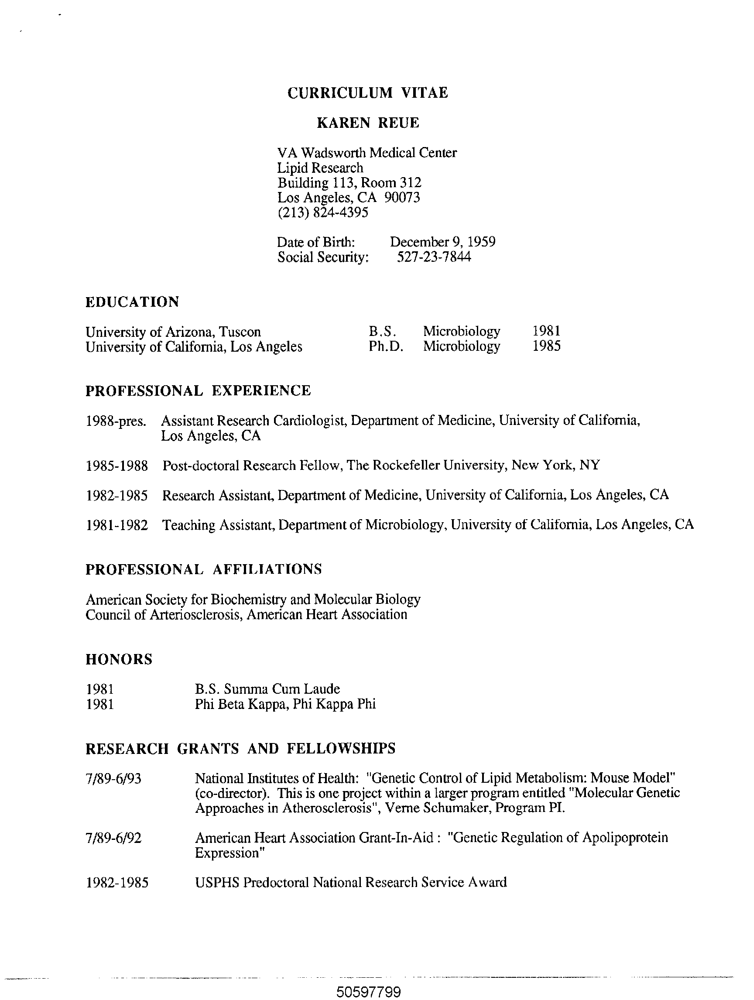 CURRICULUM VITAE
KAREN REUE
VA Wadsworth Medical Center
Lipid Research
Building 113, Room 312
Los Angeles, CA 90073
(213) 824-4395
Date of Birth: December 9, 1959
Social Security: 527-23-7844
EDUCATION
University of Arizona, Tuscon B.S. Microbiology 1981
University of California, Los Angeles Ph.D. Microbiology 1985
PROFESSIONAL EXPERIENCE
1988-pres. Assistant Research Cardiologist, Department of Medicine, University of California,
Los Angeles, CA
1985-1988 Post-doctoral Research Fellow, The Rockefeller University, New York, NY
1982-1985 Research Assistant, Department of Medicine, University of California, Los Angeles, CA
1981-1982 Teaching Assistant, Department of Microbiology, University of California, Los Angeles, CA
PROFESSIONAL AFFILIATIONS
American Society for Biochemistry and Molecular Biology
Council of Arteriosclerosis, American Heart Association
HONORS
1981 B.S. Summa Cum Laude
1981 Phi Beta Kappa, Phi Kappa Phi
RESEARCH GRANTS AND FELLOWSHIPS
7/89-6/93 National Institutes of Health: "Genetic Control of Lipid Metabolism: Mouse Model"
(co-director). This is one project within a larger program entitled "Molecular Genetic
Approaches in Atherosclerosis", Verne Schumaker, Program PI.
7/89-6/92 American Heart Association Grant-In-Aid : "Genetic Regulation of Apolipoprotein
Expression"
1982-1985 USPHS Predoctoral National Research Service Award
50597799